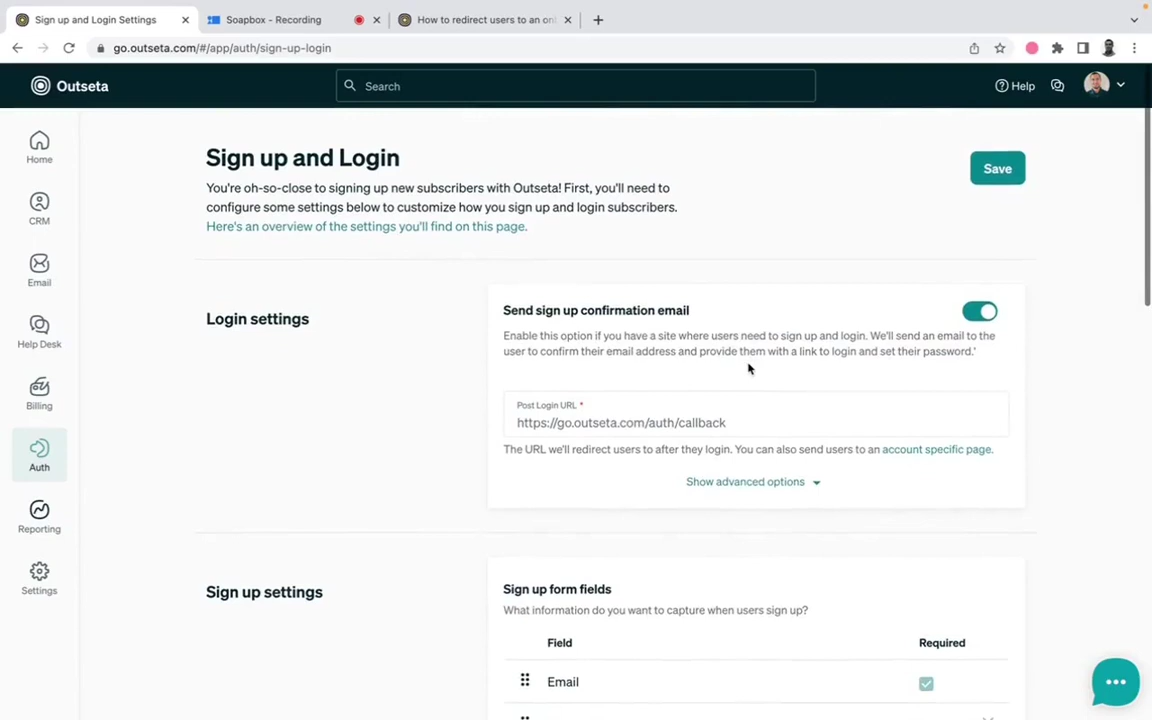 Sign up and Login Settings
Soapbox - Recording
How to redirect users to an onl
go.outseta.com/#/app/auth/sign-up-login
Outseta
Search
Help
Home
CRM
Email
Help Desk
Billing
Auth
Reporting
Settings
Sign up and Login
Save
You're oh-so-close to signing up new subscribers with Outseta! First, you'll need to
configure some settings below to customize how you sign up and login subscribers.
Here's an overview of the settings you'll find on this page.
Login settings
Send sign up confirmation email
Enable this option if you have a site where users need to sign up and login. We'll send an email to the
user to confirm their email address and provide them with a link to login and set their password.'
Post Login URL *
https://go.outseta.com/auth/callback
The URL we'll redirect users to after they login. You can also send users to an account specific page.
Show advanced options
Sign up settings
Sign up form fields
What information do you want to capture when users sign up?
Field
Required
Email